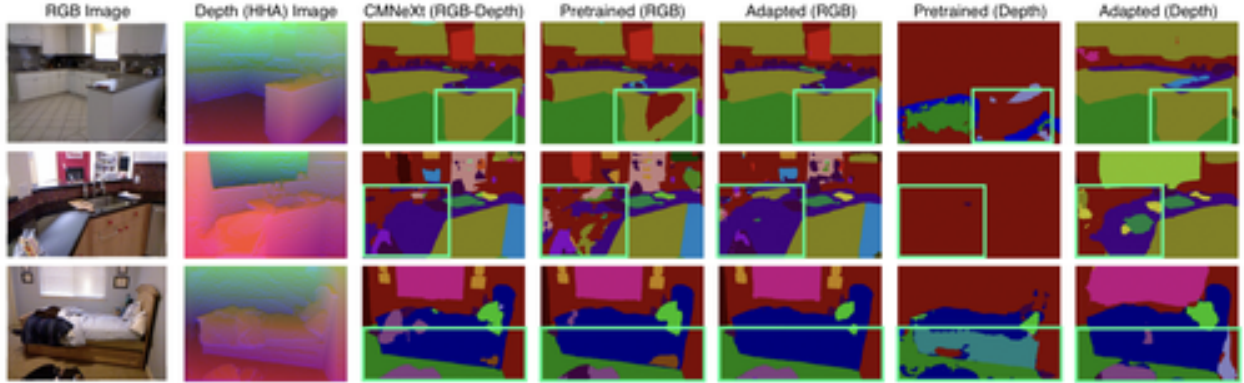 RGB Image
Depth (HHA) Image
CMNeXt (RGB-Depth)
Pretrained (RGB)
Adapted (RGB)
Pretrained (Depth)
Adapted (Depth)